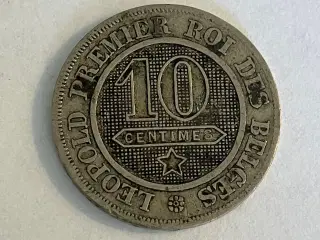 LEOPOLD PREMIER ROI DES BELGES
10
CENTIMES